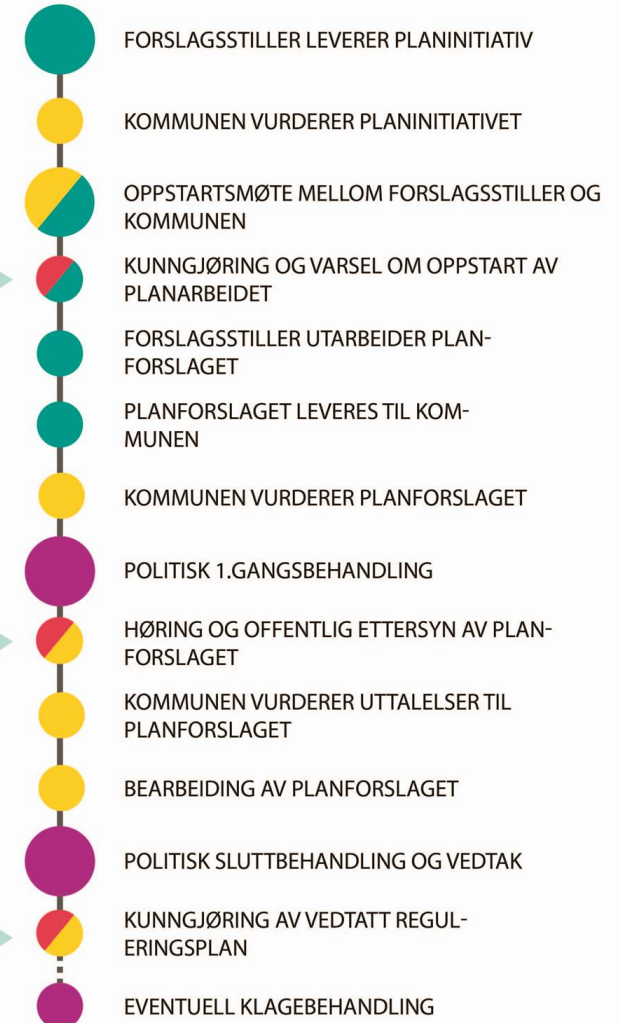 FORSLAGSSTILLER LEVERER PLANINITIATIV
KOMMUNEN VURDERER PLANINITIATIVET
OPPSTARTSMØTE MELLOM FORSLAGSSTILLER OG
KOMMUNEN
KUNNGJØRING OG VARSEL OM OPPSTART AV
PLANARBEIDET
FORSLAGSSTILLER UTARBEIDER PLAN-
FORSLAGET
PLANFORSLAGET LEVERES TIL KOM-
MUNEN
KOMMUNEN VURDERER PLANFORSLAGET
POLITISK 1.GANGSBEHANDLING
HØRING OG OFFENTLIG ETTERSYN AV PLAN-
FORSLAGET
KOMMUNEN VURDERER UTTALELSER TIL
PLANFORSLAGET
BEARBEIDING AV PLANFORSLAGET
POLITISK SLUTTBEHANDLING OG VEDTAK
KUNNGJØRING AV VEDTATT REGUL-
ERINGSPLAN
EVENTUELL KLAGEBEHANDLING